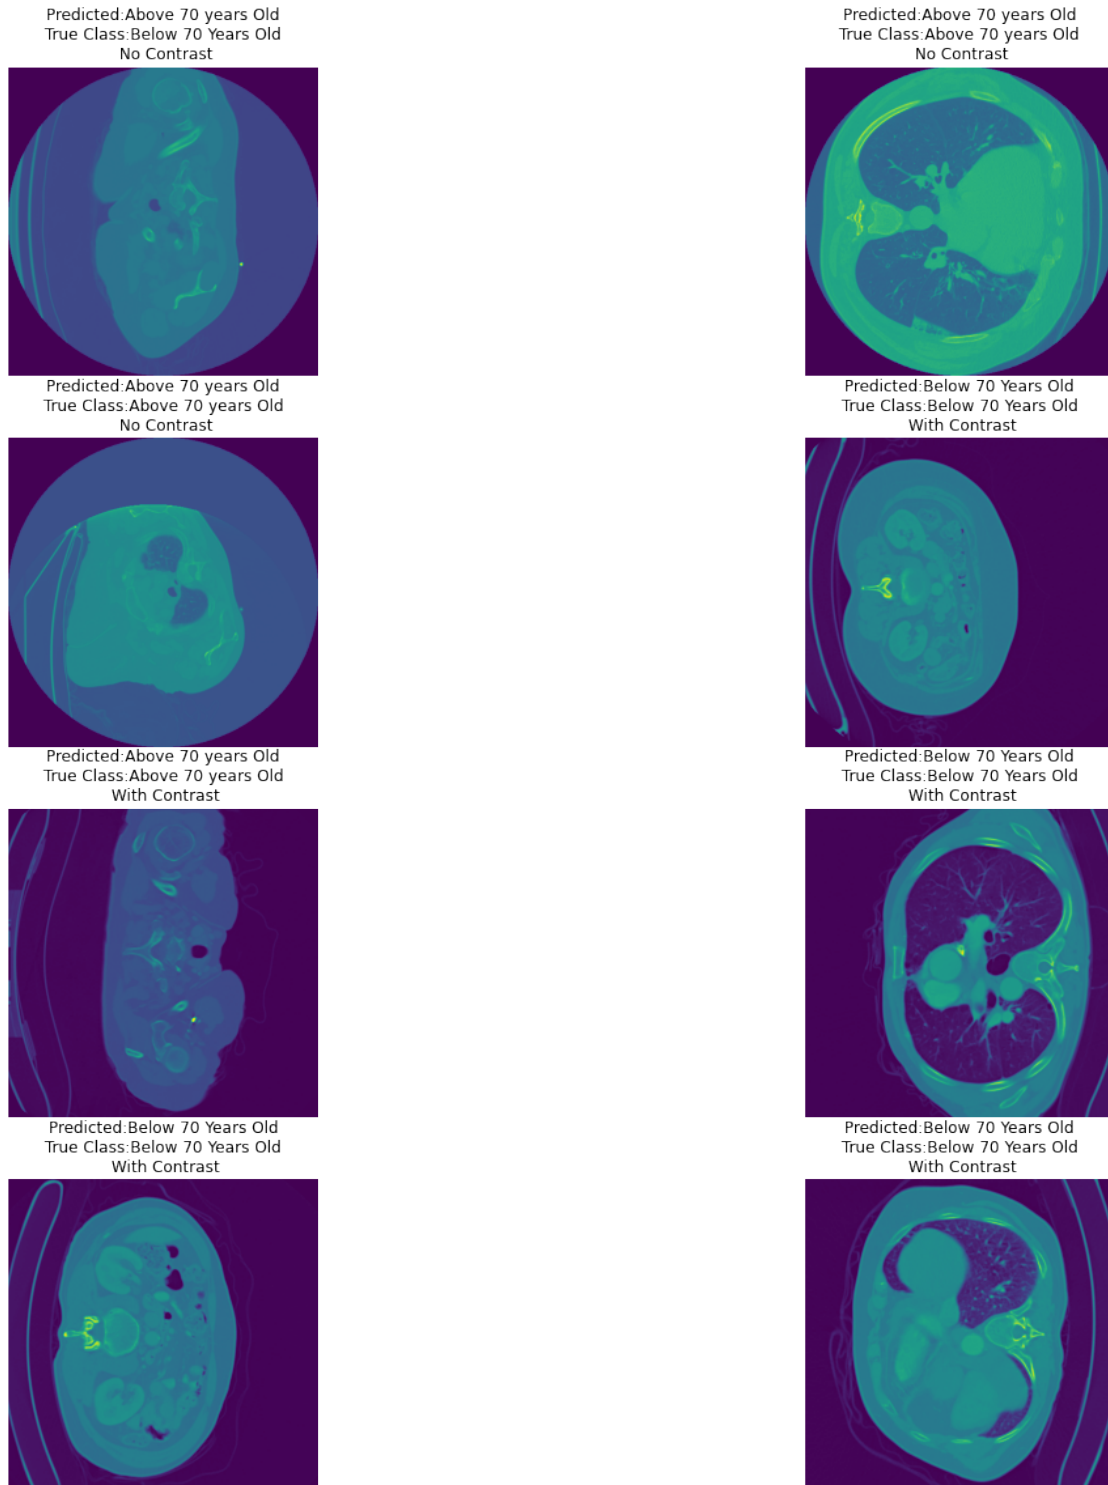 Predicted:Above 70 years Old
True Class:Below 70 Years Old
No Contrast
Predicted:Above 70 years Old
True Class:Above 70 years Old
No Contrast
Predicted:Above 70 years Old
True Class:Above 70 years Old
No Contrast
Predicted:Below 70 Years Old
True Class:Below 70 Years Old
With Contrast
Predicted:Above 70 years Old
True Class:Above 70 years Old
With Contrast
Predicted:Below 70 Years Old
True Class:Below 70 Years Old
With Contrast
Predicted:Below 70 Years Old
True Class:Below 70 Years Old
With Contrast
Predicted:Below 70 Years Old
True Class:Below 70 Years Old
With Contrast